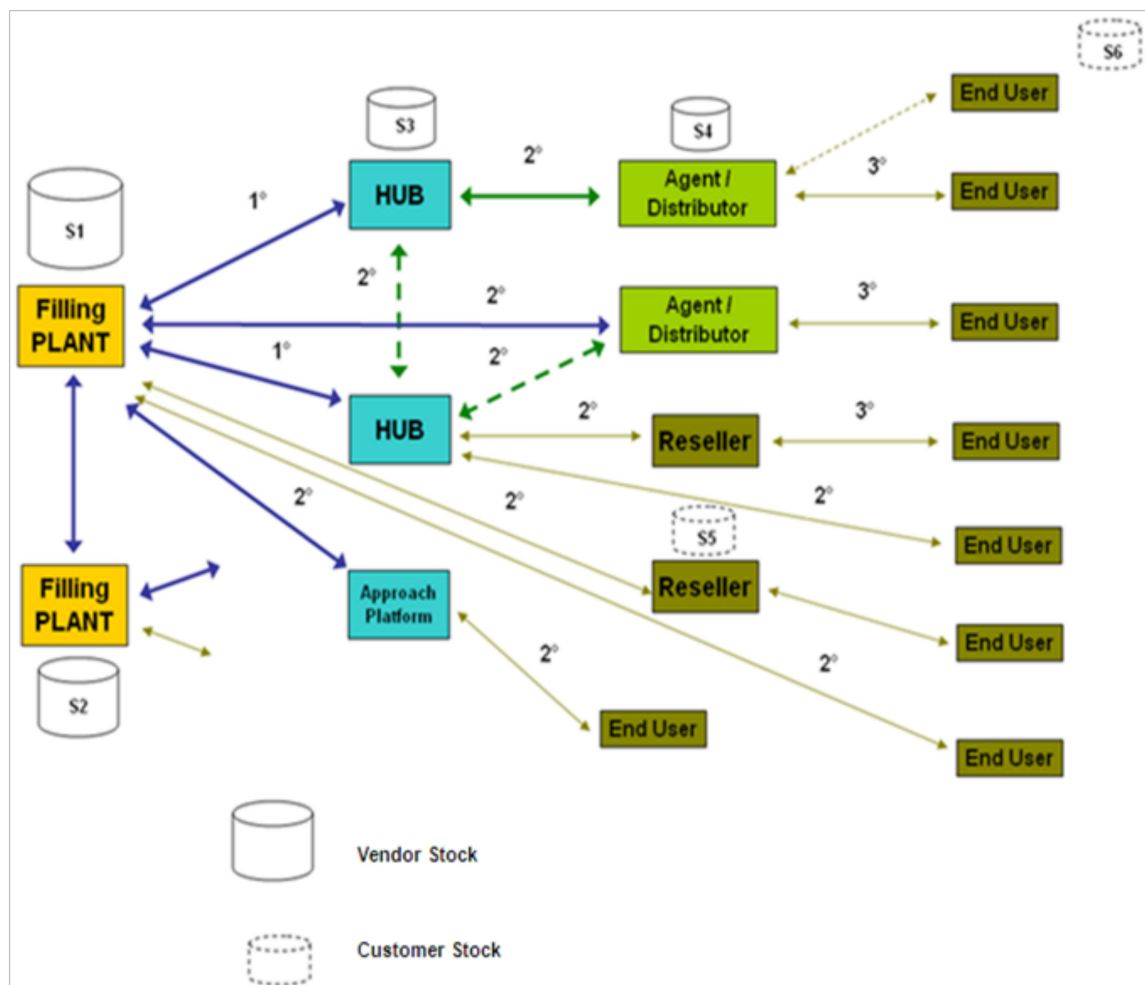 S6
End User
S3
S4
2°
HUB
Agent /
Distributor
3°
End User
1°
S1
Filling
PLANT
2°
2°
Agent /
Distributor
3°
End User
1°
2°
HUB
2°
Reseller
3°
End User
2°
2°
2°
S5
End User
Filling
PLANT
Approach
Platform
Reseller
End User
2°
2°
S2
End User
End User
Vendor Stock
Customer Stock